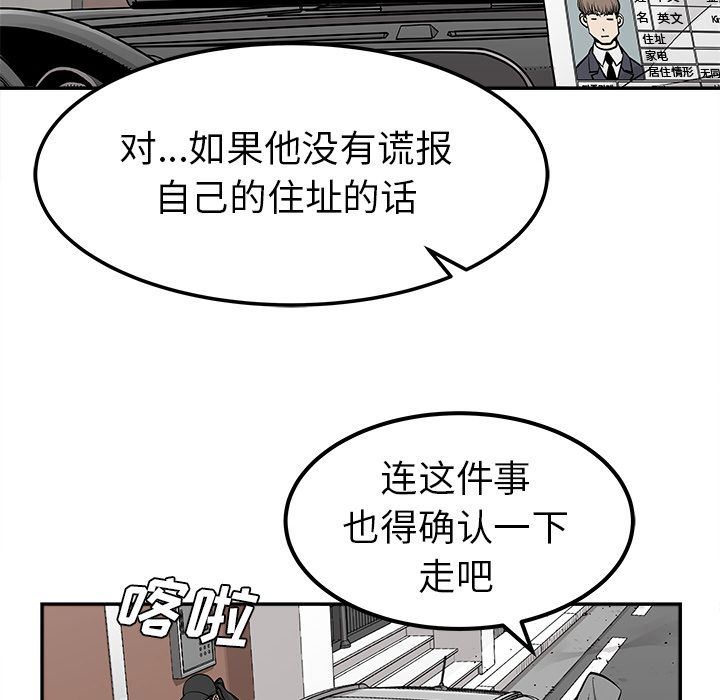 名 英文
住址
家电
居住情形 无同
对...如果他没有谎报
自己的住址的话
连这件事
也得确认一下
走吧
喀啦